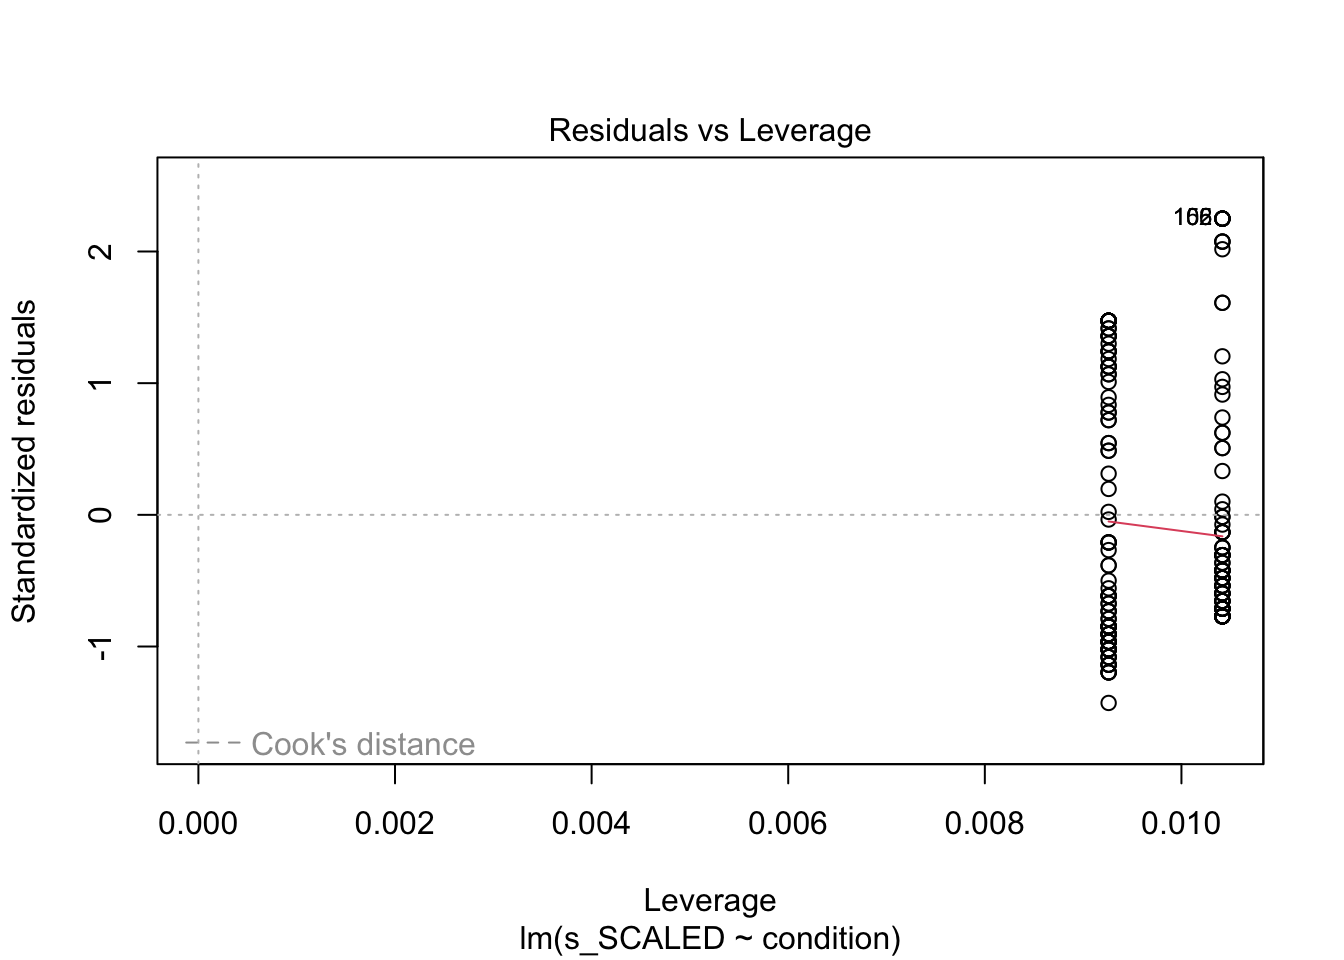 Residuals vs Leverage
Standardized residuals
2
1
0
-1
Cook's distance
0.000 0.002 0.004 0.006 0.008 0.010
Leverage
lm(s_SCALED ~ condition)